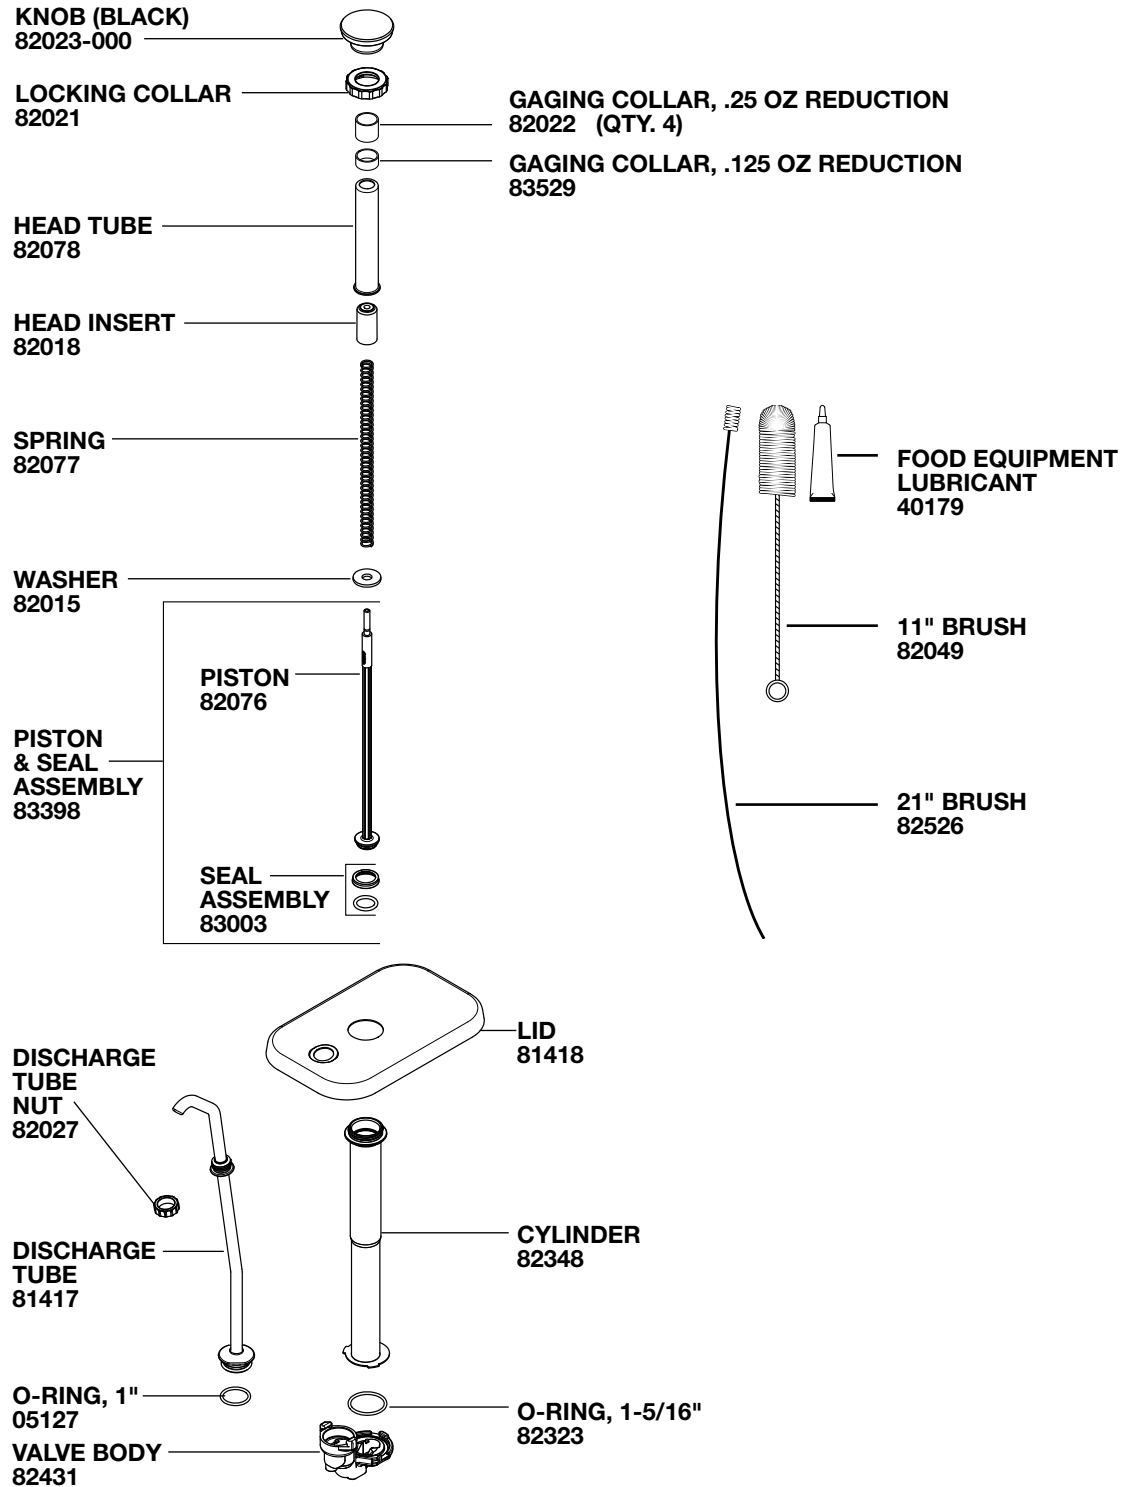 KNOB (BLACK)
82023-000
LOCKING COLLAR
82021
GAGING COLLAR, .25 OZ REDUCTION
82022 (QTY. 4)
GAGING COLLAR, .125 OZ REDUCTION
83529
HEAD TUBE
82078
HEAD INSERT
82018
SPRING
82077
WASHER
82015
PISTON
82076
PISTON
& SEAL
ASSEMBLY
83398
SEAL
ASSEMBLY
83003
FOOD EQUIPMENT
LUBRICANT
40179
11" BRUSH
82049
21" BRUSH
82526
LID
81418
DISCHARGE
TUBE
NUT
82027
CYLINDER
82348
DISCHARGE
TUBE
81417
O-RING, 1"
05127
O-RING, 1-5/16"
82323
VALVE BODY
82431